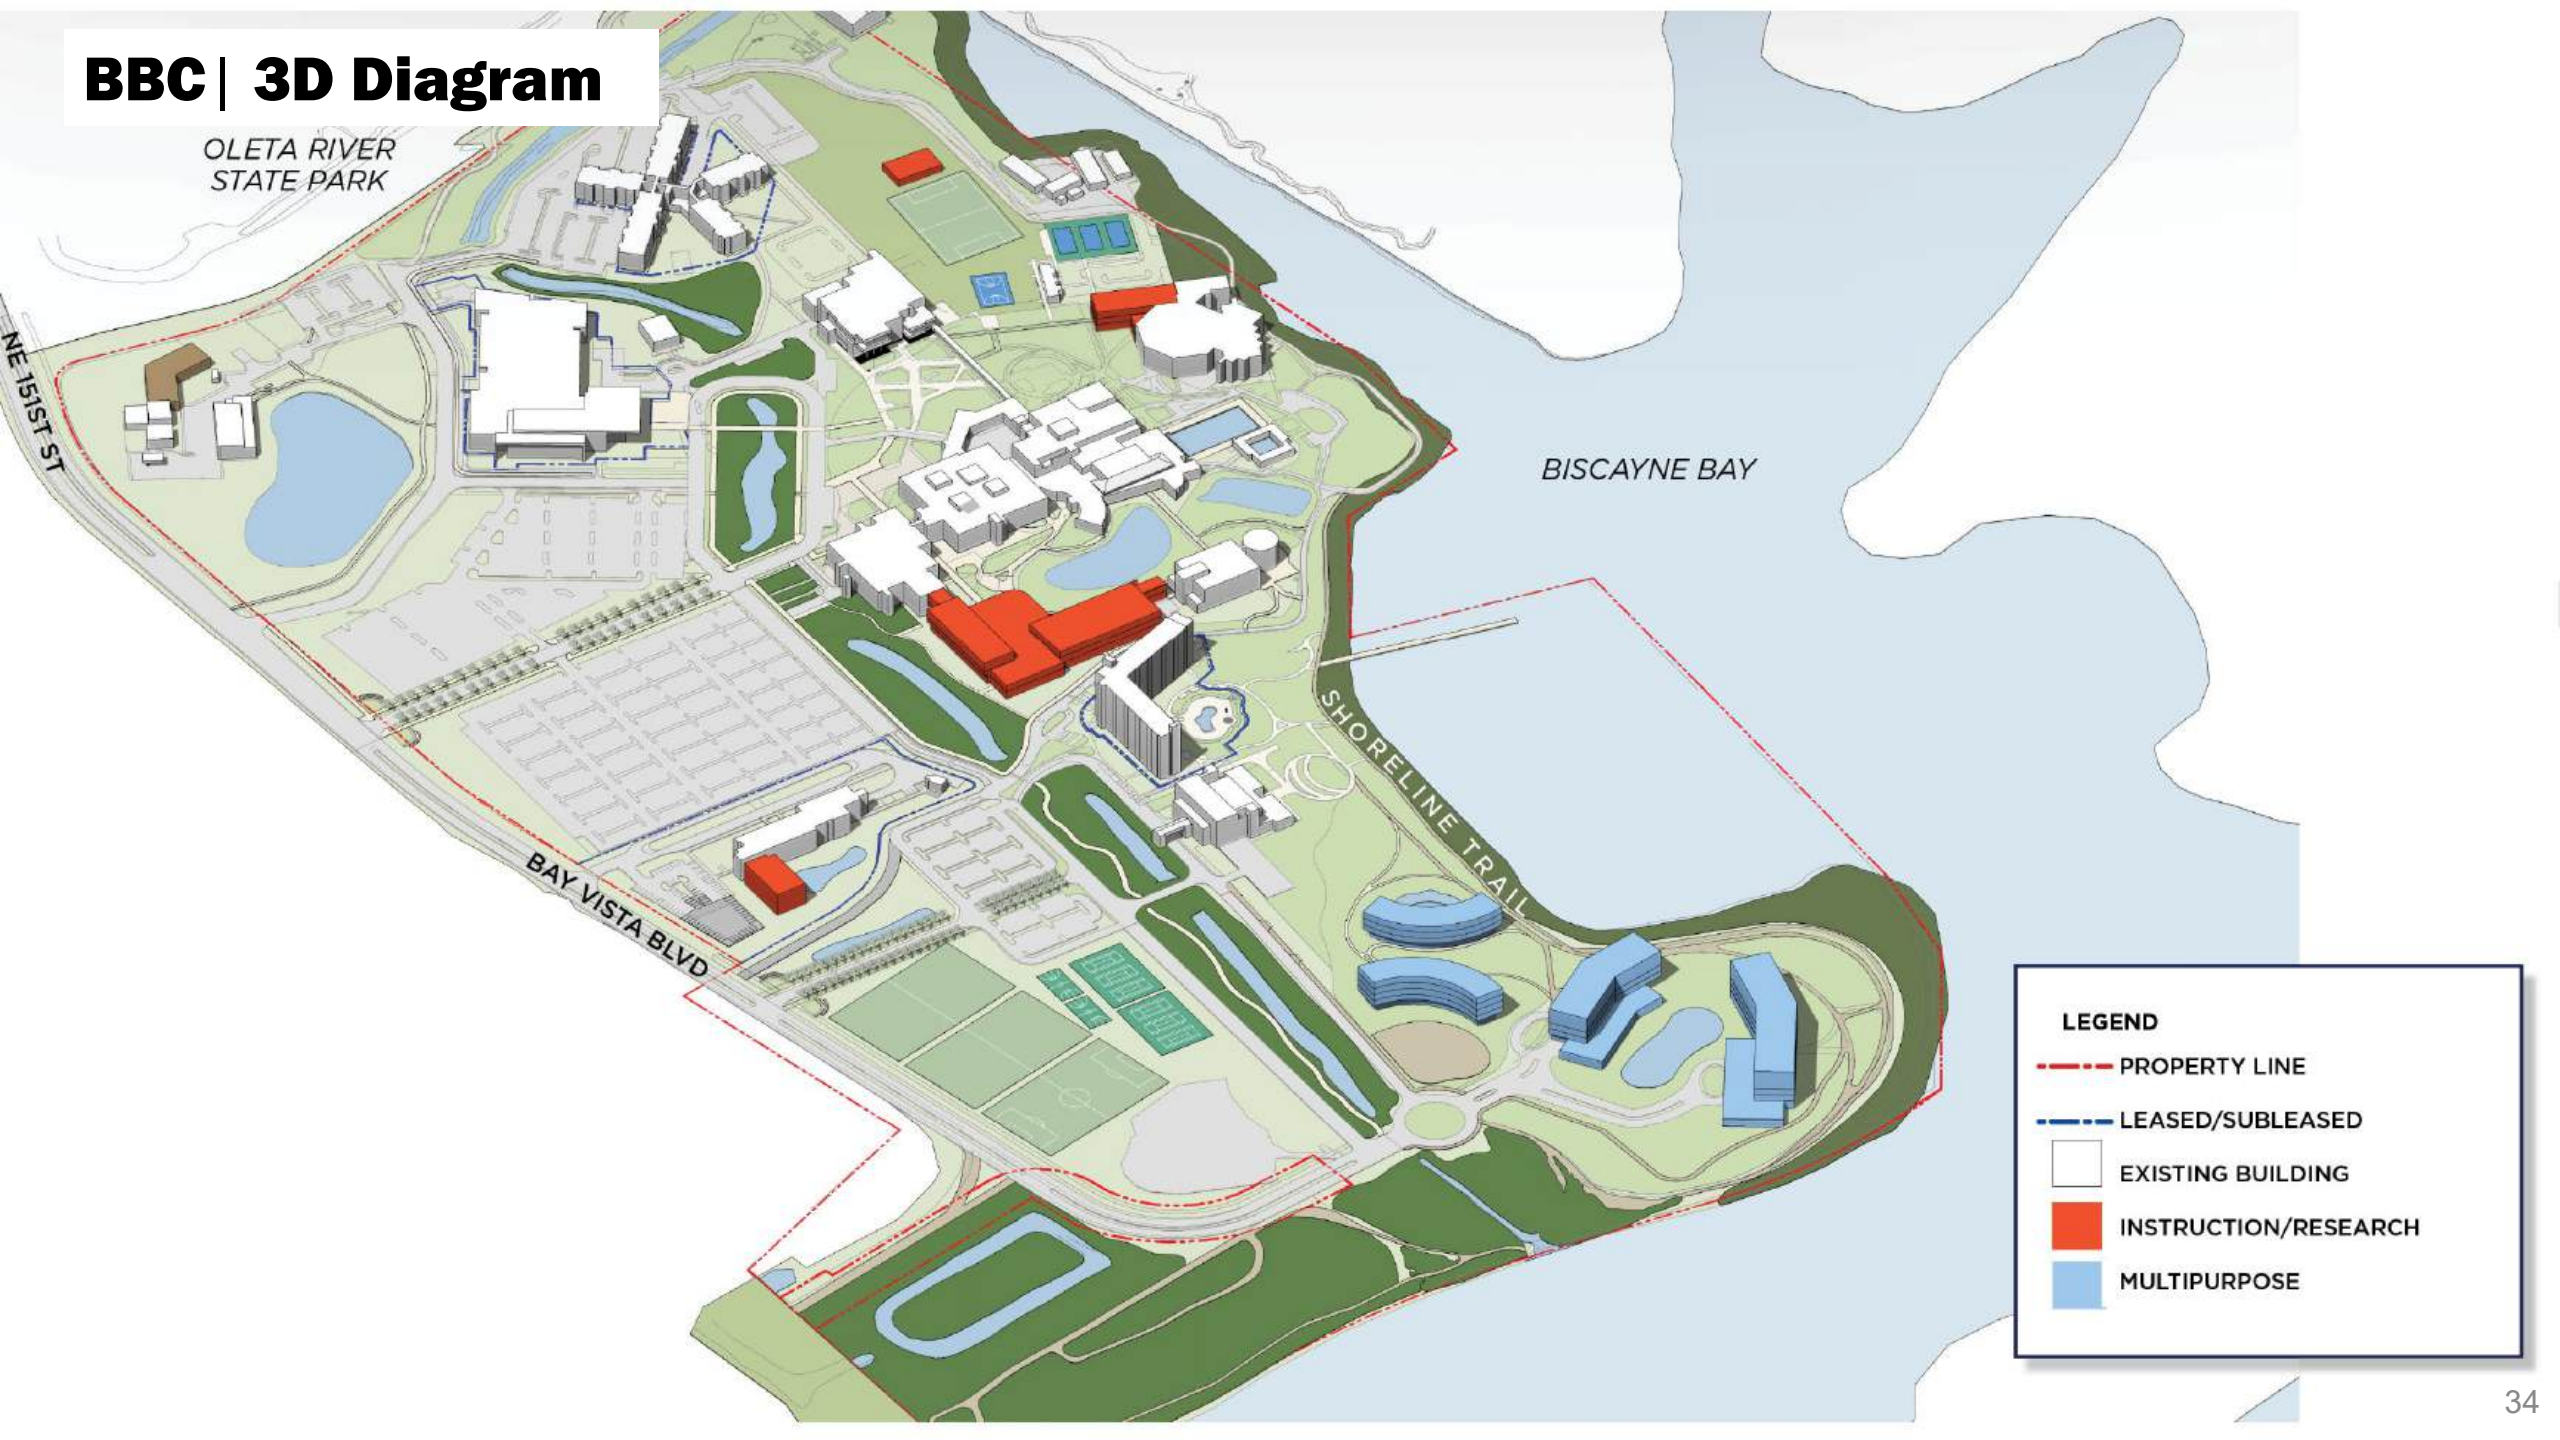 BBC| 3D Diagram
OLETA RIVER
STATE PARK
NE 151ST ST
BISCAYNE BAY
SHORELINE TRAIL
BAY VISTA BLVD
LEGEND
PROPERTY LINE
LEASED/SUBLEASED
EXISTING BUILDING
INSTRUCTION/RESEARCH
MULTIPURPOSE
34